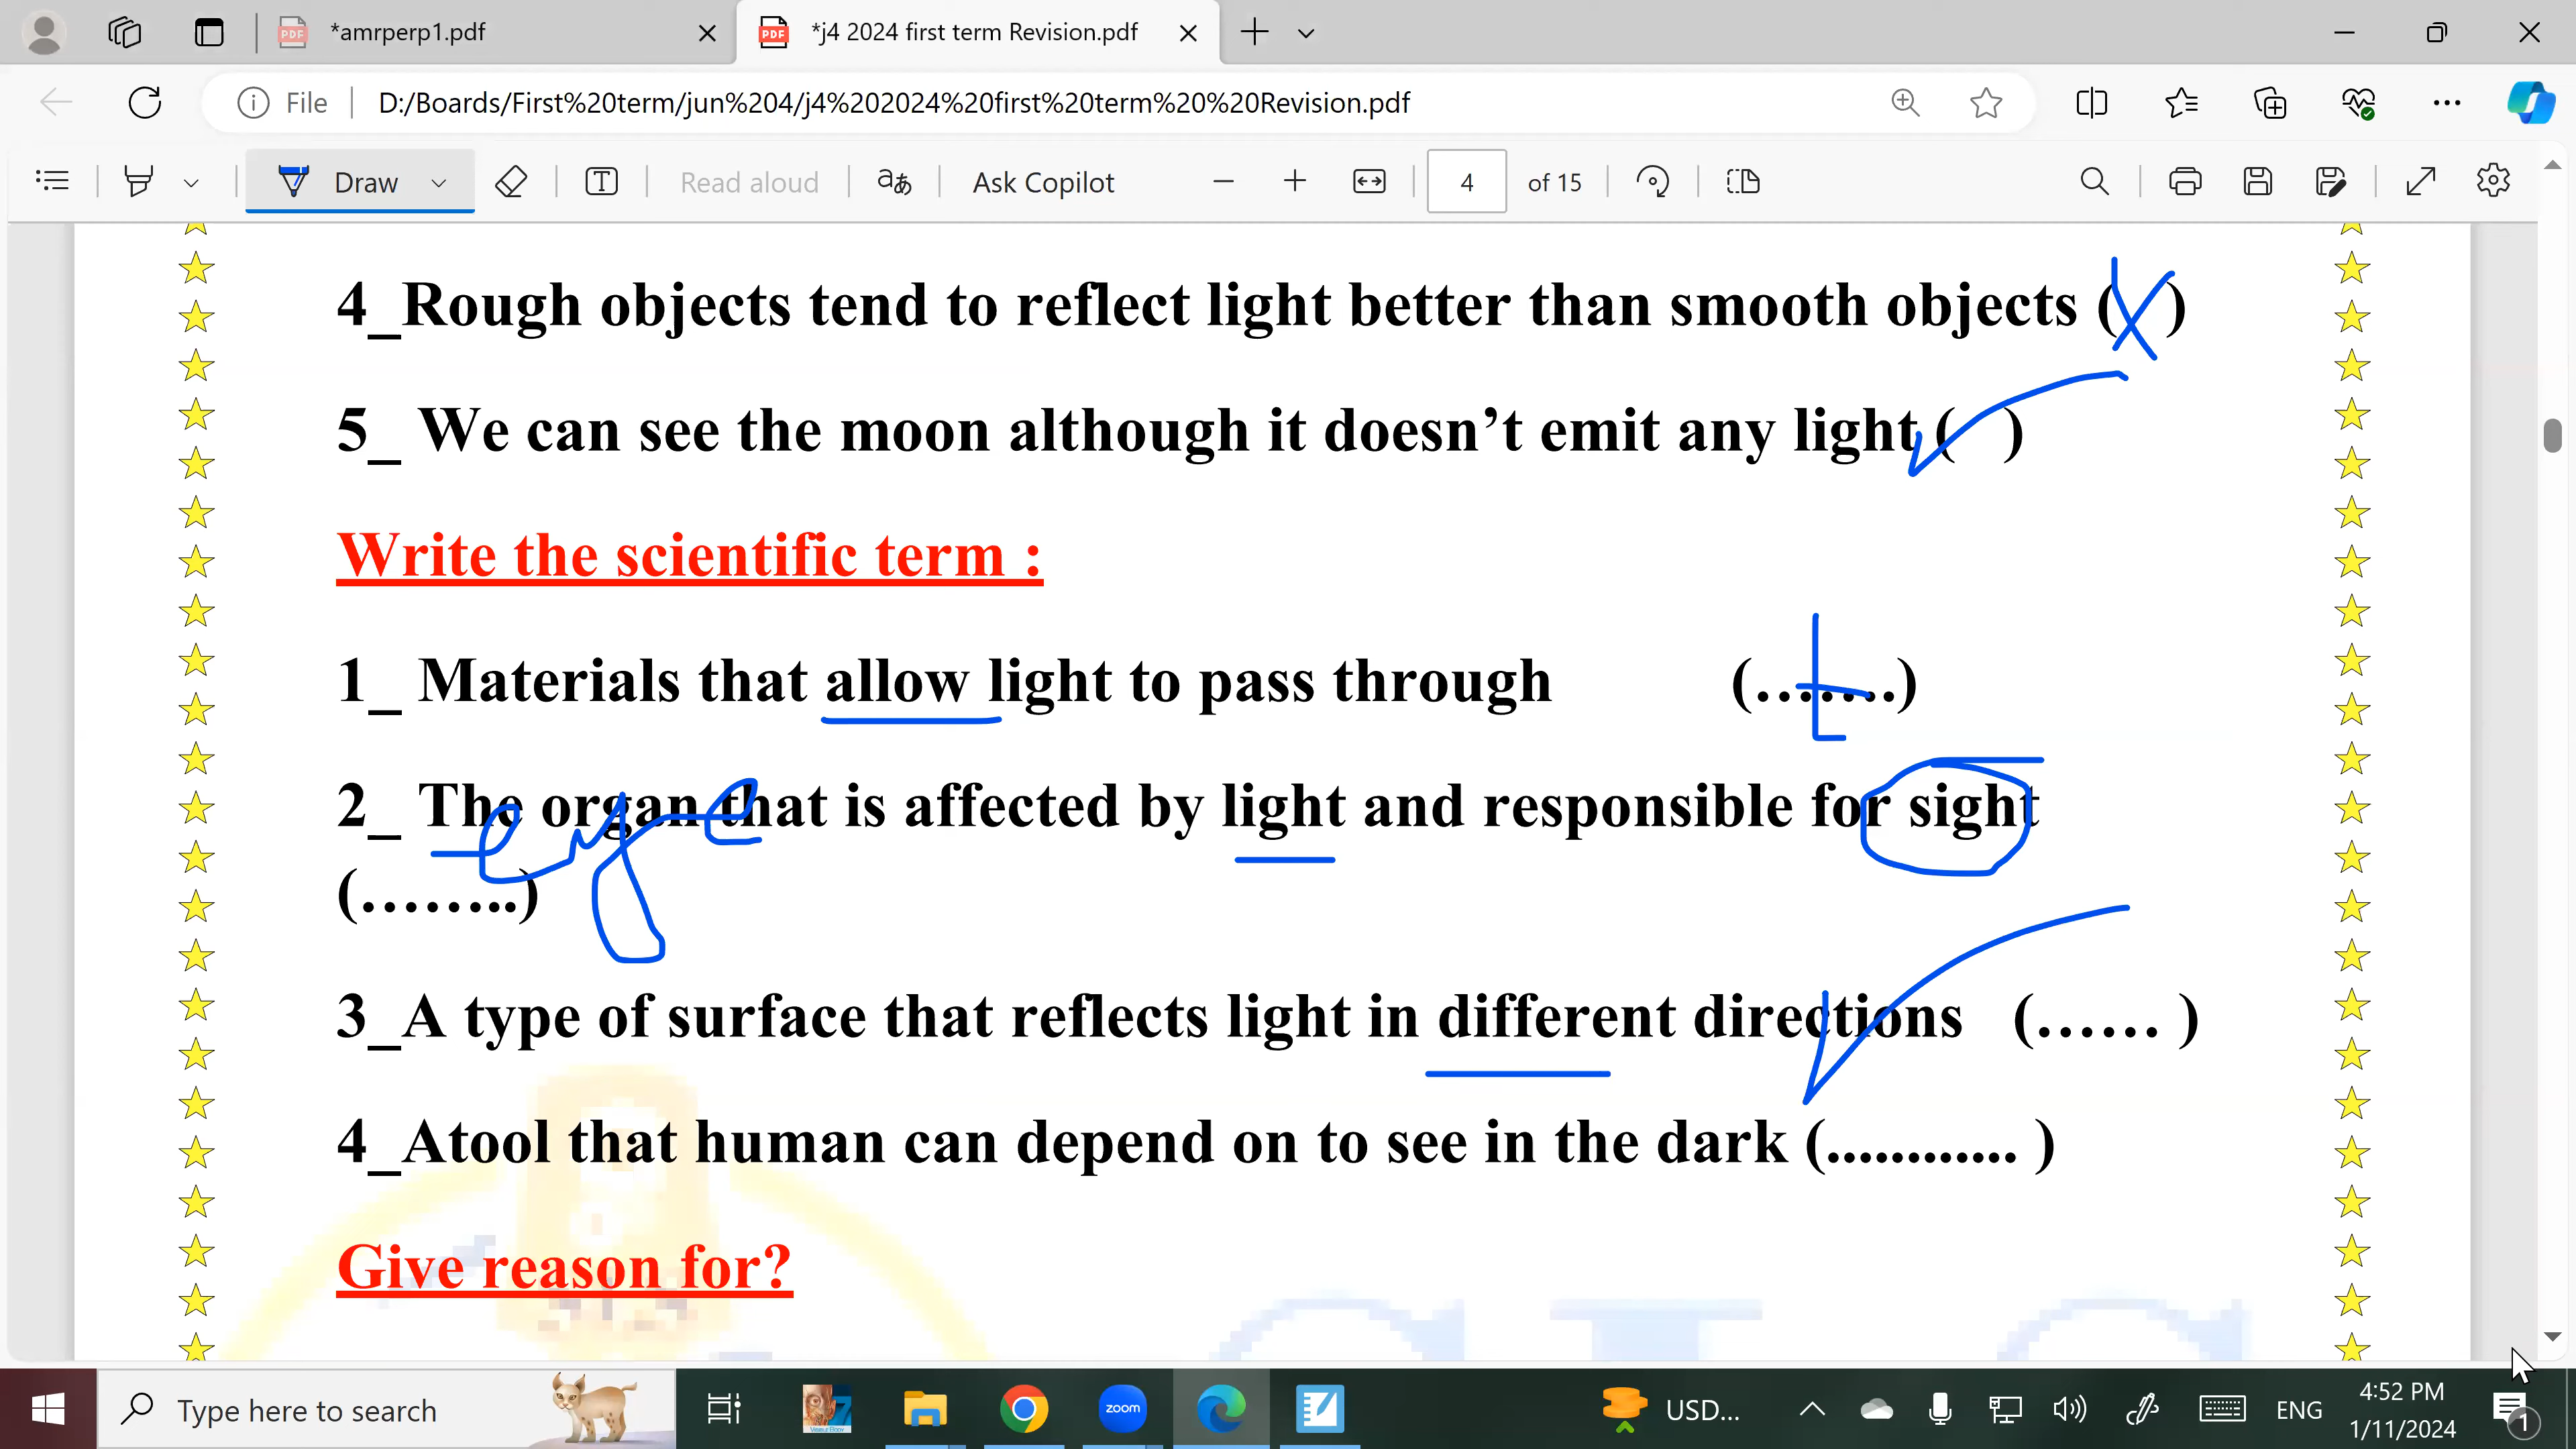 *amrperp1.pdf
*j4 2024 first term Revision.pdf
File
D:/Boards/First%20term/jun%204/j4%202024%20first%20term%20%20Revision.pdf
Draw
Read aloud
aあ
Ask Copilot
4
of 15
4_Rough objects tend to reflect light better than smooth objects ( X )
5_ We can see the moon although it doesn’t emit any light ( )
Write the scientific term :
1_ Materials that allow light to pass through (........) t
2_ The organ that is affected by light and responsible for sight
eye
(……...)
3_A type of surface that reflects light in different directions (…… )
4_Atool that human can depend on to see in the dark (............ )
Give reason for?
Type here to search
zoom
USD...
ENG
4:52 PM
1/11/2024
1